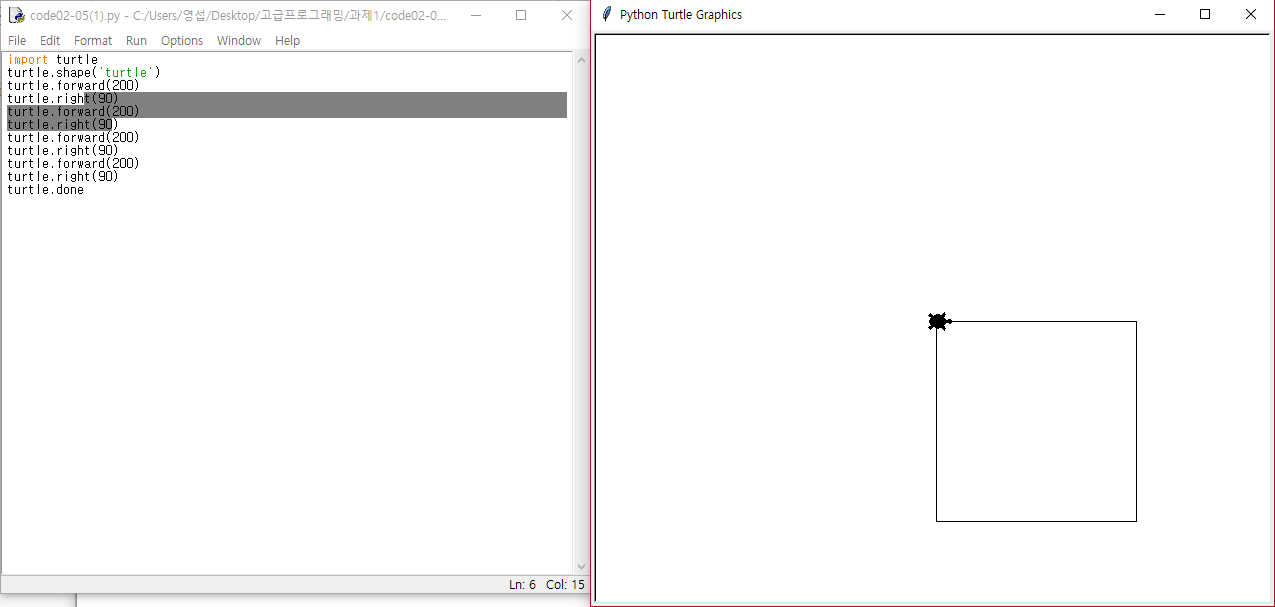 code02-05(1).py - C:/Users/영섭/Desktop/고급프로그래밍/과제1/code02-0...
File Edit Format Run Options Window Help
import turtle
turtle.shape('turtle')
turtle.forward(200)
turtle.right(90)
turtle.forward(200)
turtle.right(90)
turtle.forward(200)
turtle.right(90)
turtle.forward(200)
turtle.right(90)
turtle.done
Ln: 6 Col: 15
Python Turtle Graphics